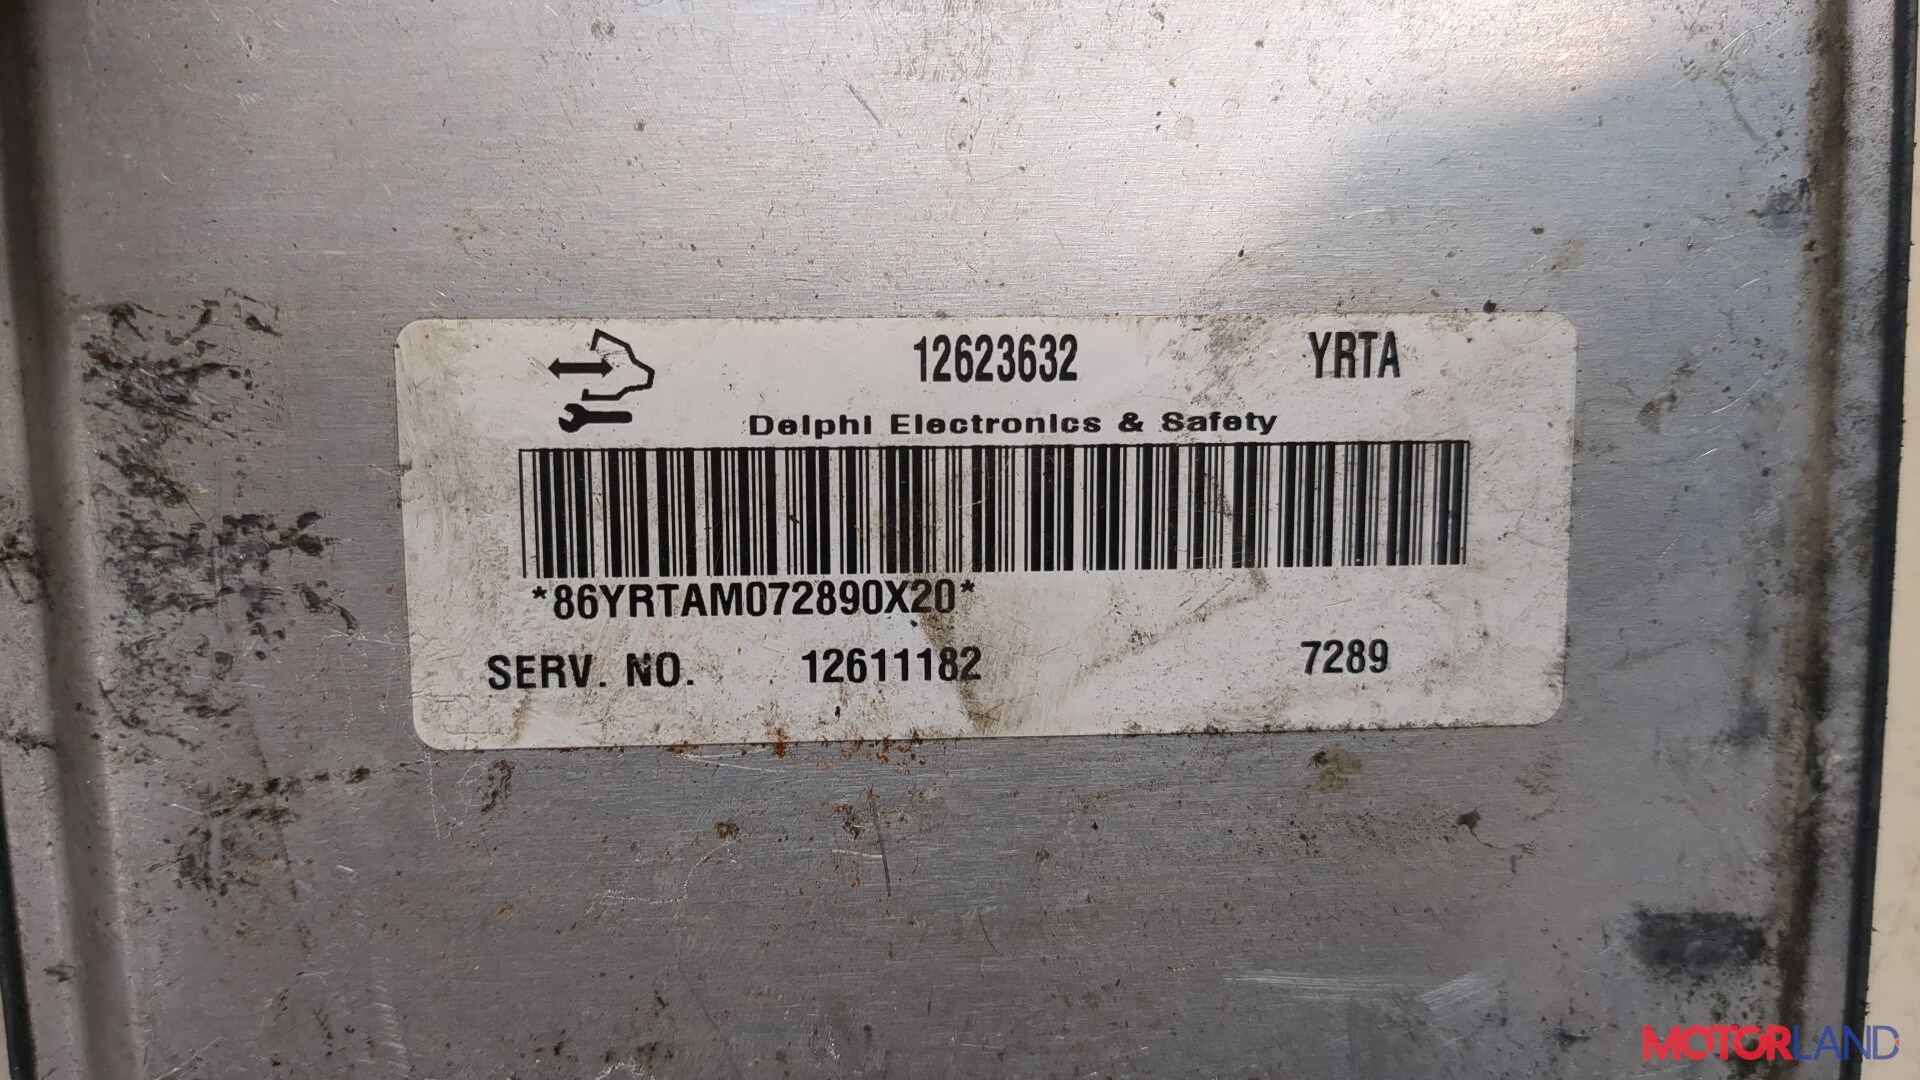 12623632 YRTA
Delphi Electronics & Safety
*86YRTAM072890X20*
SERV. NO. 12611182 7289
MOTORLAND